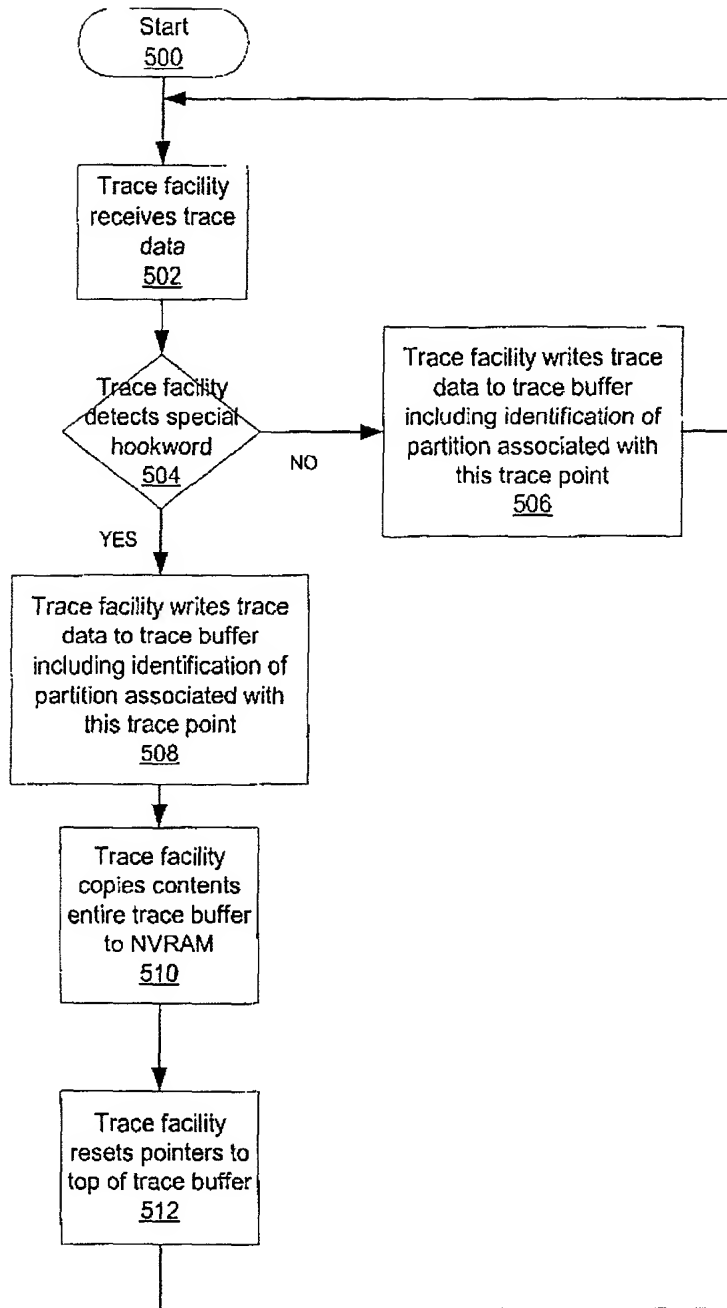 Start
500
Trace facility
receives trace
data
502
Trace facility
detects special
hookword
504
NO
YES
Trace facility writes trace
data to trace buffer
including identification of
partition associated with
this trace point
506
Trace facility writes trace
data to trace buffer
including identification of
partition associated with
this trace point
508
Trace facility
copies contents
entire trace buffer
to NVRAM
510
Trace facility
resets pointers to
top of trace buffer
512